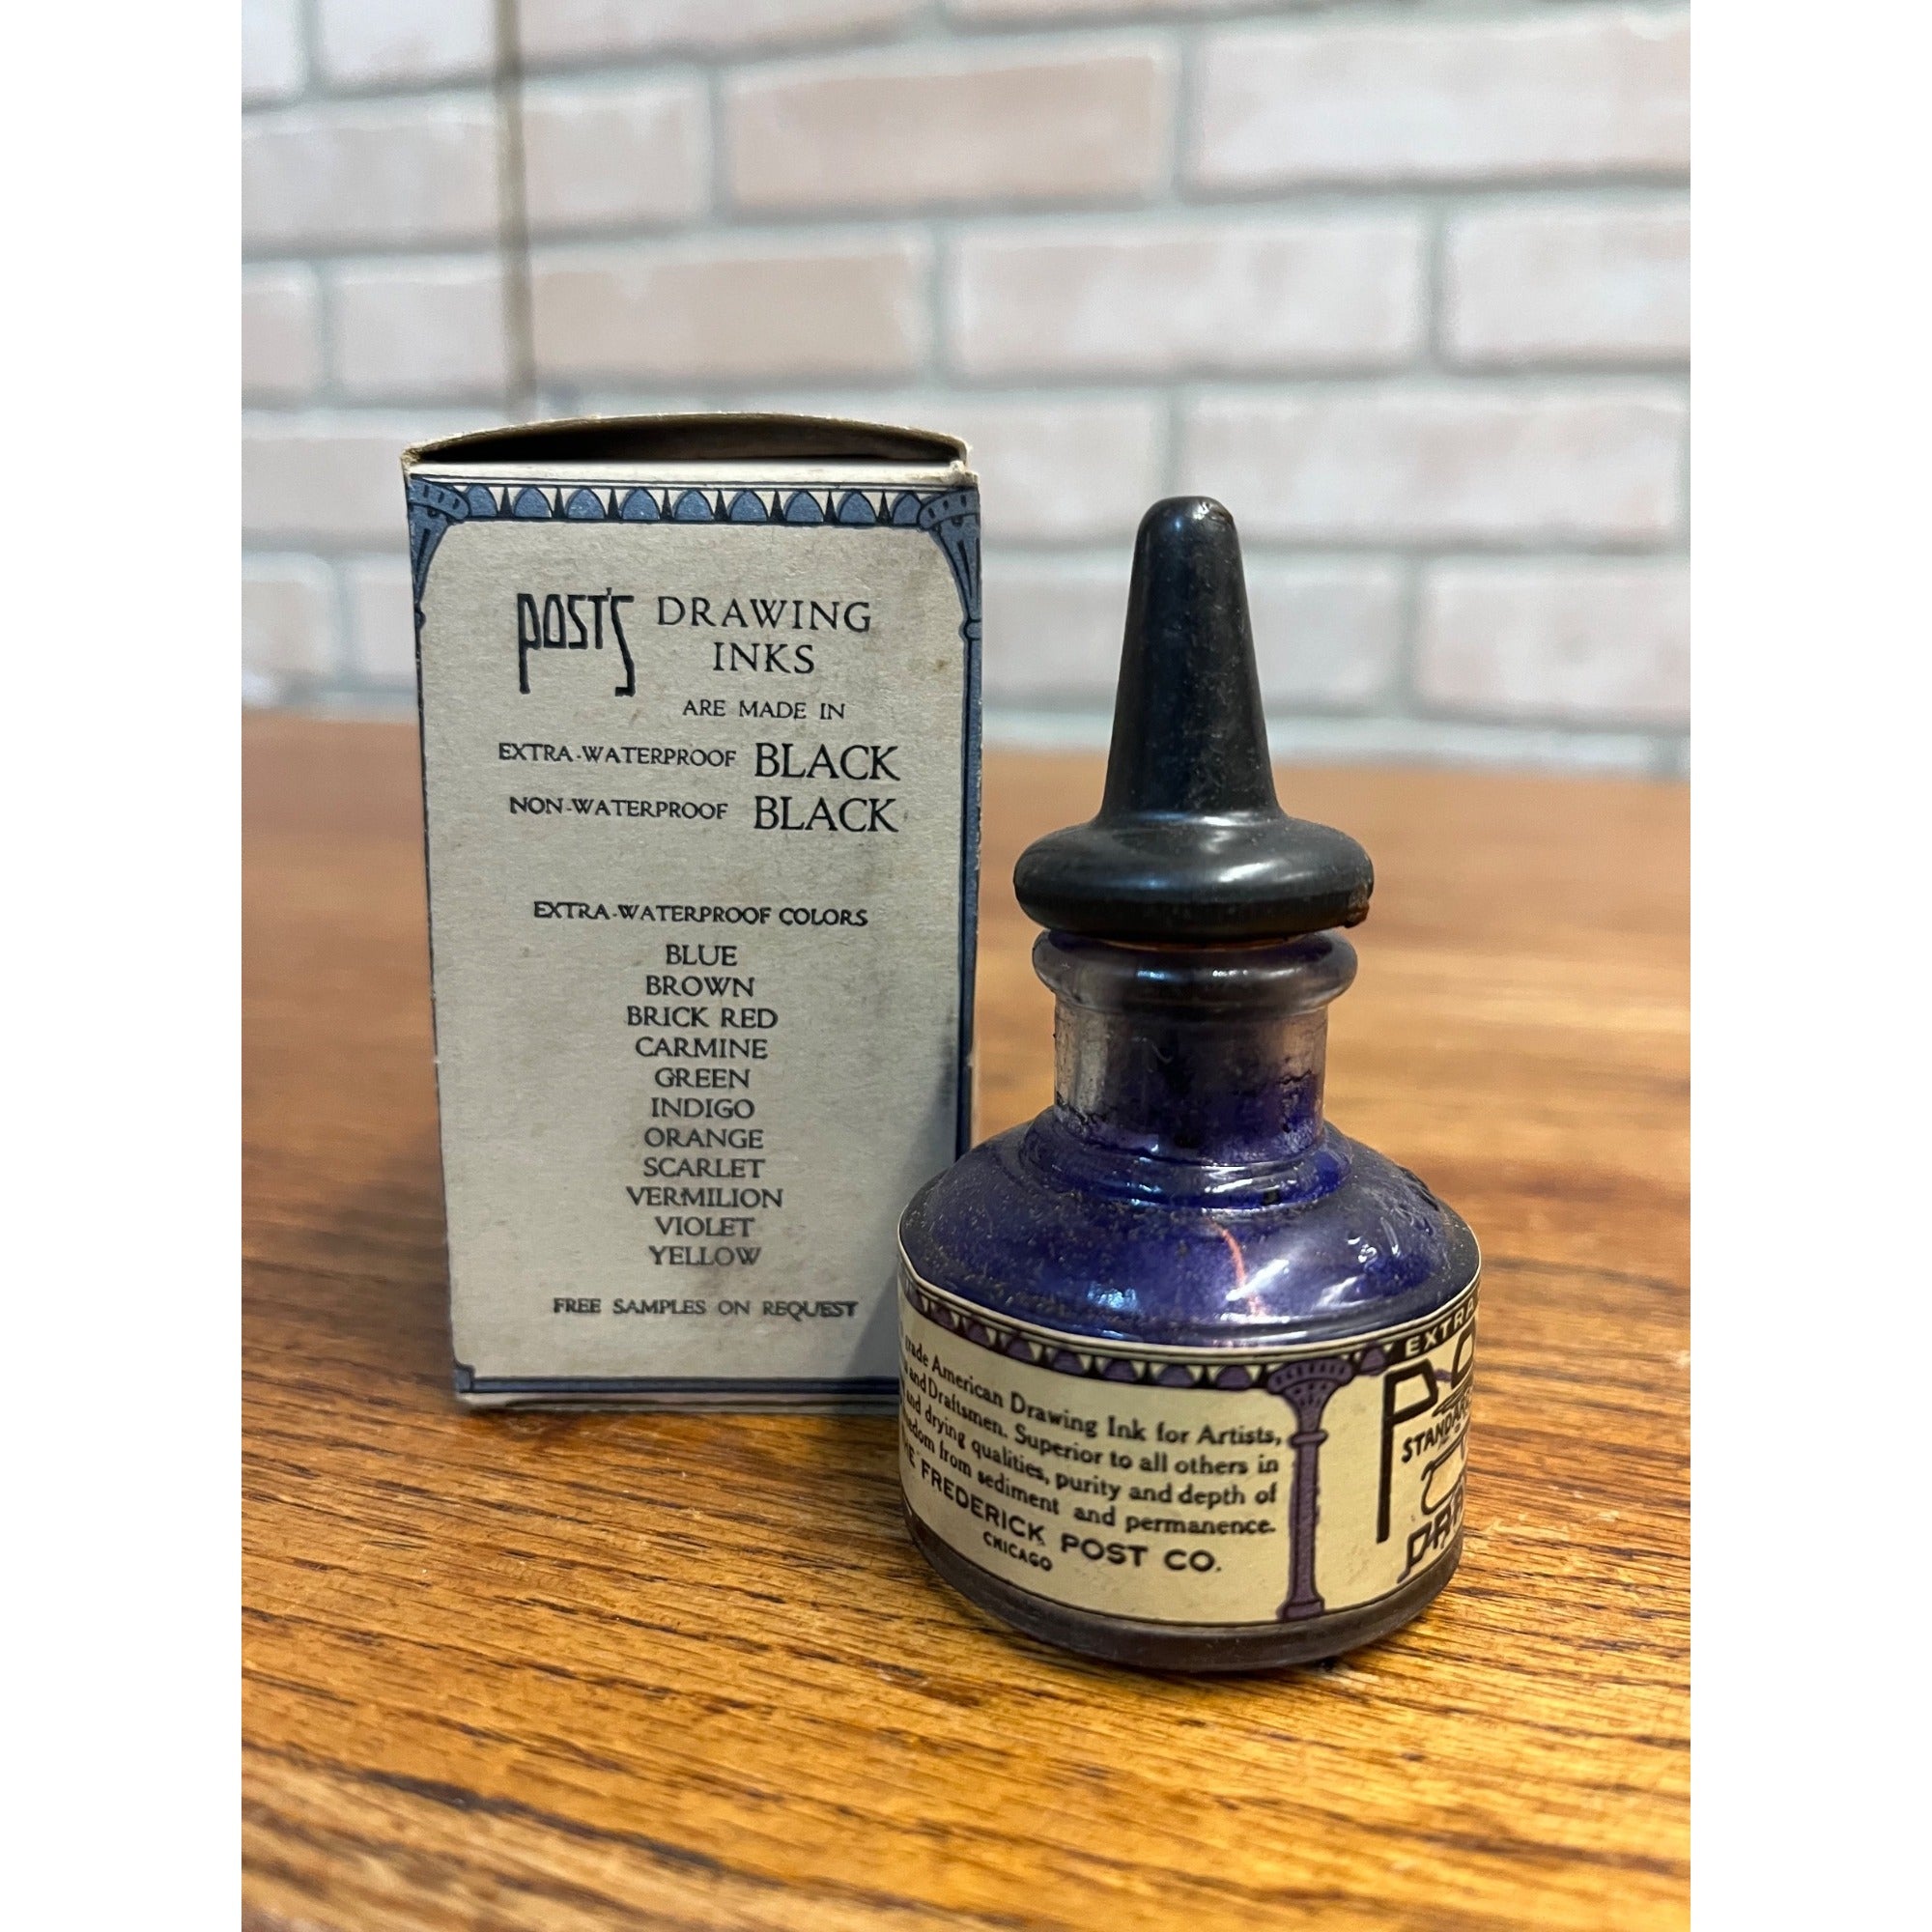 POST'S DRAWING
INKS
ARE MADE IN
EXTRA-WATERPROOF BLACK
NON-WATERPROOF BLACK
EXTRA-WATERPROOF COLORS
BLUE
BROWN
BRICK RED
CARMINE
GREEN
INDIGO
ORANGE
SCARLET
VERMILION
VIOLET
YELLOW
FREE SAMPLES ON REQUEST
American Drawing Ink for Artists,
and Draftsmen. Superior to all others in
and drying qualities, purity and depth of
from sediment and permanence.
FREDERICK POST CO.
CHICAGO
EXTRA